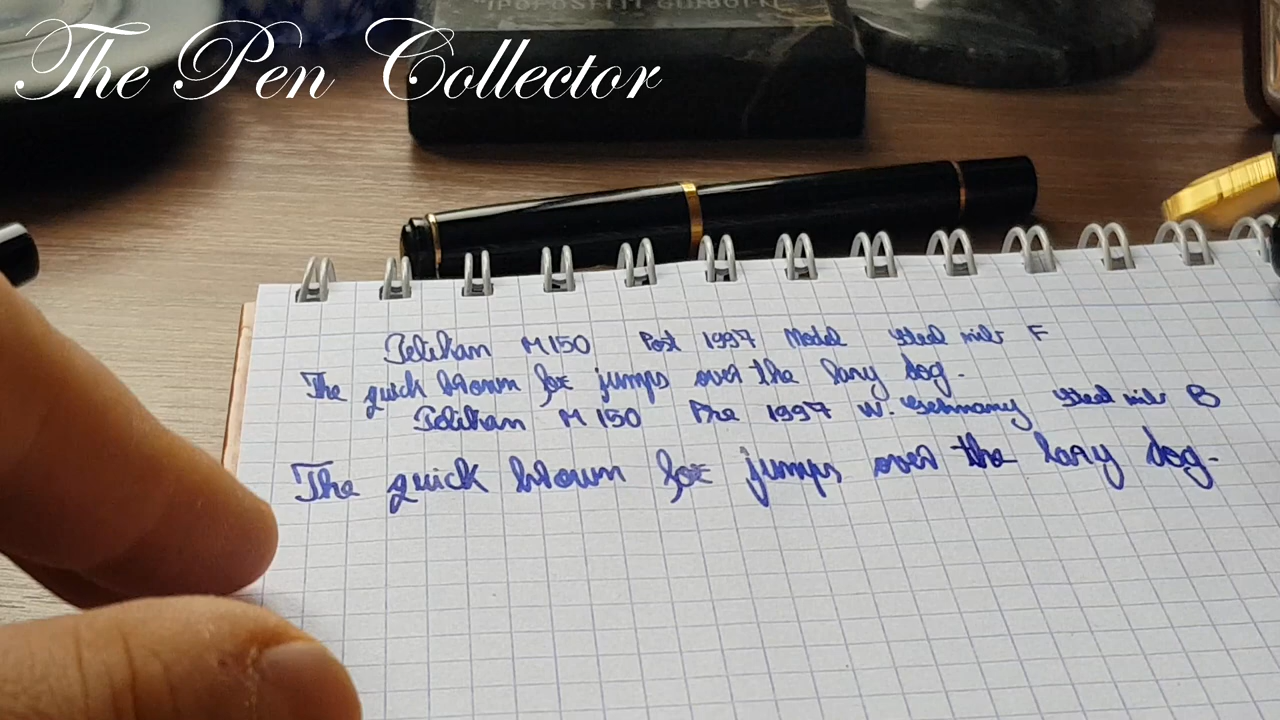 The Pen Collector
Pelikan M150 Post 1997 Model Steel nib F
The quick brown fox jumps over the lazy dog.
Pelikan M150 Pre 1997 W. Germany Steel nib B
The quick brown fox jumps over the lazy dog.